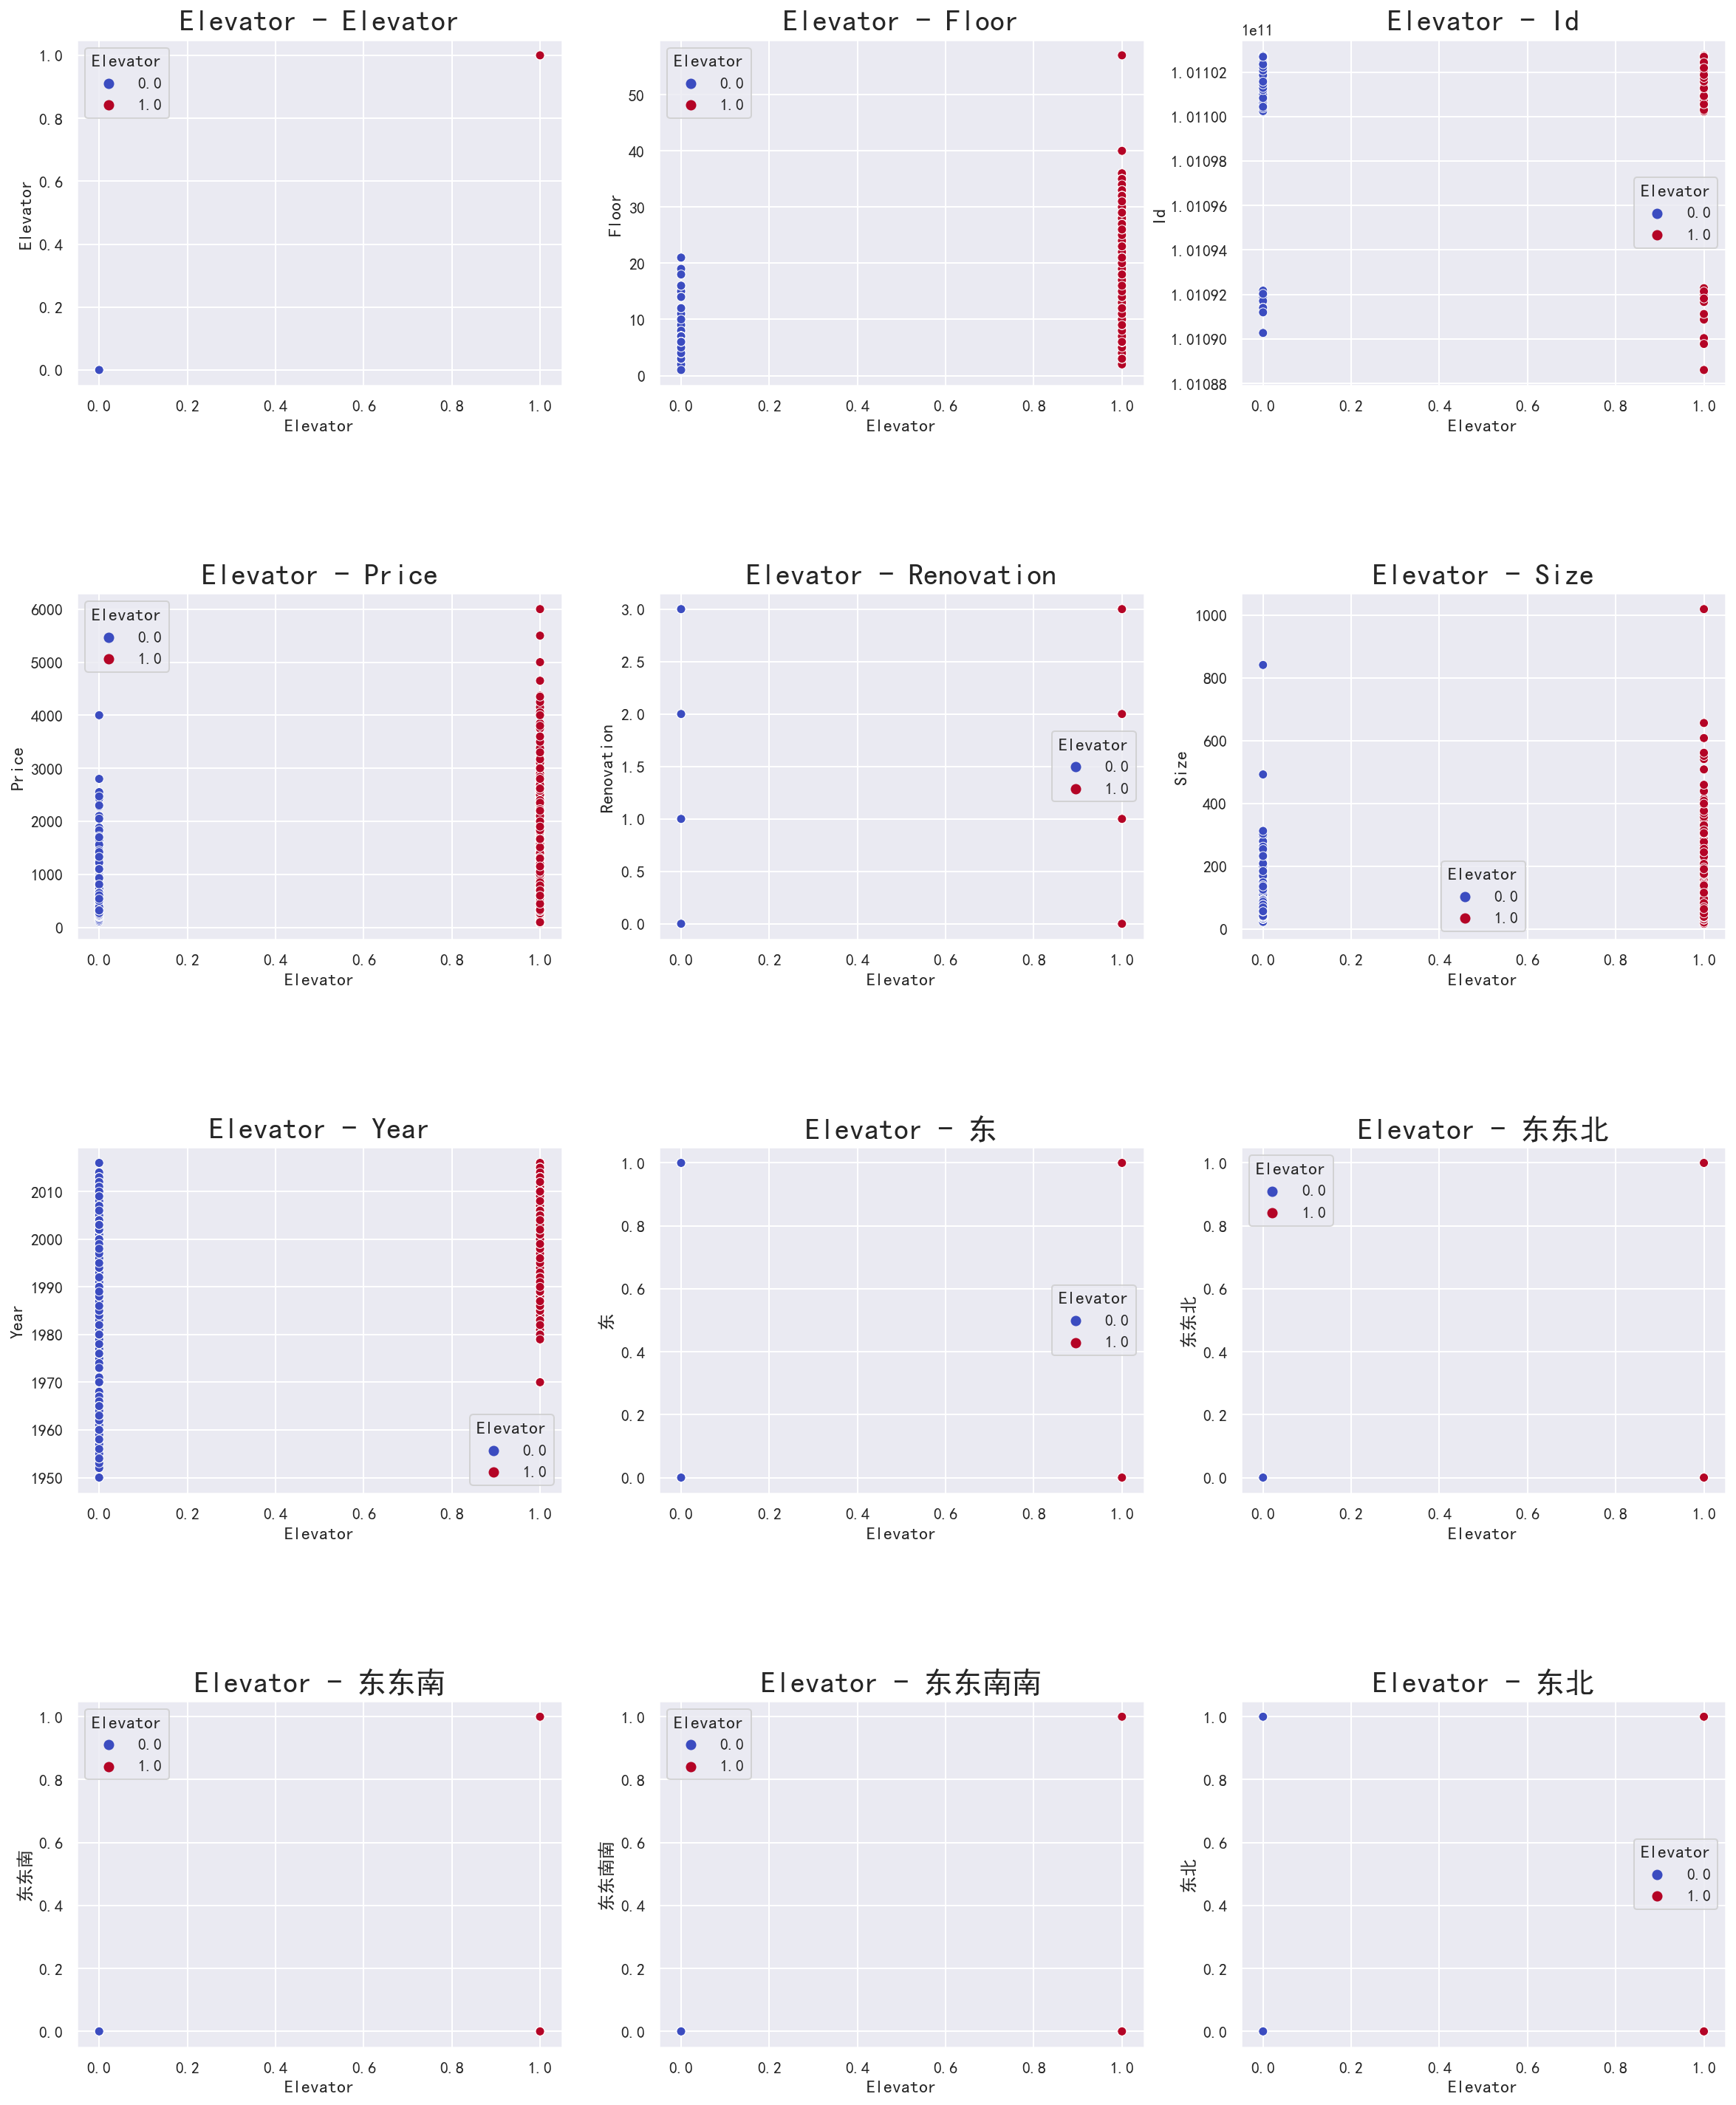 Elevator - Elevator
Elevator
0.0
1.0
1.0
0.8
0.6
0.4
0.2
0.0
Elevator
0.0 0.2 0.4 0.6 0.8 1.0
Elevator
Elevator - Floor
Elevator
0.0
1.0
50
40
30
20
10
0
Floor
0.0 0.2 0.4 0.6 0.8 1.0
Elevator
Elevator - Id
1e11
1.01102
1.01100
1.01098
1.01096
1.01094
1.01092
1.01090
1.01088
Id
Elevator
0.0
1.0
0.0 0.2 0.4 0.6 0.8 1.0
Elevator
Elevator - Price
Elevator
0.0
1.0
6000
5000
4000
3000
2000
1000
0
Price
0.0 0.2 0.4 0.6 0.8 1.0
Elevator
Elevator - Renovation
3.0
2.5
2.0
1.5
1.0
0.5
0.0
Renovation
Elevator
0.0
1.0
0.0 0.2 0.4 0.6 0.8 1.0
Elevator
Elevator - Size
1000
800
600
400
200
0
Size
Elevator
0.0
1.0
0.0 0.2 0.4 0.6 0.8 1.0
Elevator
Elevator - Year
2010
2000
1990
1980
1970
1960
1950
Year
Elevator
0.0
1.0
0.0 0.2 0.4 0.6 0.8 1.0
Elevator
Elevator - 东
1.0
0.8
0.6
0.4
0.2
0.0
东
Elevator
0.0
1.0
0.0 0.2 0.4 0.6 0.8 1.0
Elevator
Elevator - 东东北
Elevator
0.0
1.0
1.0
0.8
0.6
0.4
0.2
0.0
东东北
0.0 0.2 0.4 0.6 0.8 1.0
Elevator
Elevator - 东东南
Elevator
0.0
1.0
1.0
0.8
0.6
0.4
0.2
0.0
东东南
0.0 0.2 0.4 0.6 0.8 1.0
Elevator
Elevator - 东东南南
Elevator
0.0
1.0
1.0
0.8
0.6
0.4
0.2
0.0
东东南南
0.0 0.2 0.4 0.6 0.8 1.0
Elevator
Elevator - 东北
1.0
0.8
0.6
0.4
0.2
0.0
东北
Elevator
0.0
1.0
0.0 0.2 0.4 0.6 0.8 1.0
Elevator